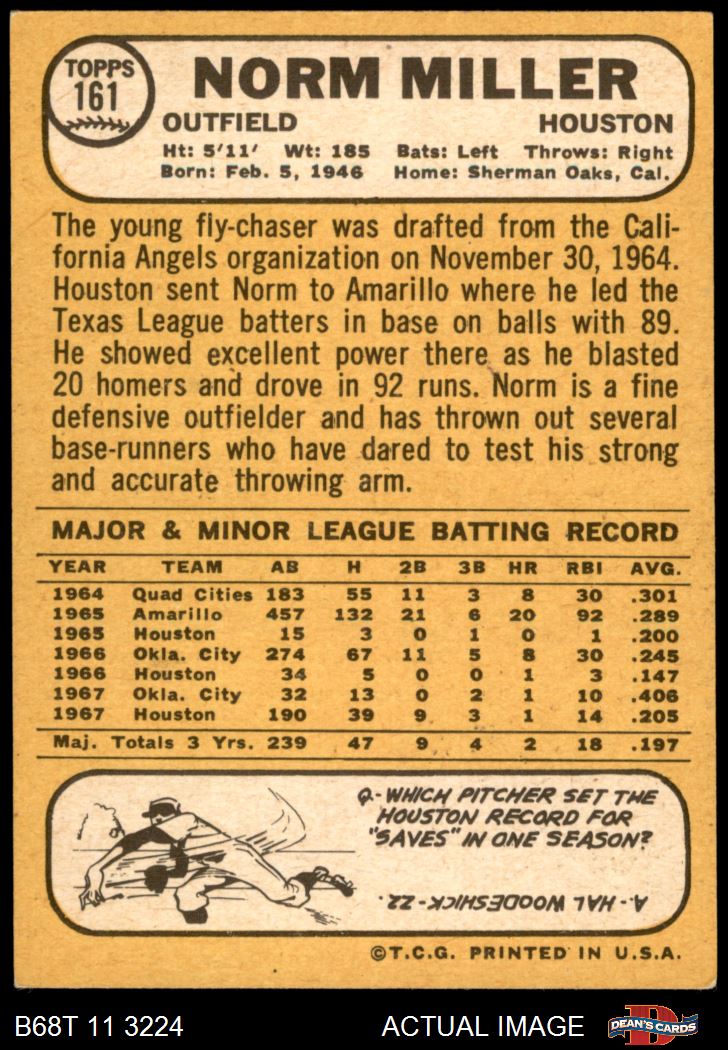 TOPPS
161
NORM MILLER
OUTFIELD HOUSTON
Ht: 5'11' Wt: 185 Bats: Left Throws: Right
Born: Feb. 5, 1946 Home: Sherman Oaks, Cal.
The young fly-chaser was drafted from the Cali-
fornia Angels organization on November 30, 1964.
Houston sent Norm to Amarillo where he led the
Texas League batters in base on balls with 89.
He showed excellent power there as he blasted
20 homers and drove in 92 runs. Norm is a fine
defensive outfielder and has thrown out several
base-runners who have dared to test his strong
and accurate throwing arm.
MAJOR & MINOR LEAGUE BATTING RECORD
YEAR TEAM AB H 2B 3B HR RBI AVG.
1964 Quad Cities 183 55 11 3 8 30 .301
1965 Amarillo 457 132 21 6 20 92 .289
1965 Houston 15 3 0 1 0 1 .200
1966 Okla. City 274 67 11 5 8 30 .245
1966 Houston 34 5 0 0 1 3 .147
1967 Okla. City 32 13 0 2 1 10 .406
1967 Houston 190 39 9 3 1 14 .205
Maj. Totals 3 Yrs. 239 47 9 4 2 18 .197
Q-WHICH PITCHER SET THE
HOUSTON RECORD FOR
"SAVES" IN ONE SEASON?
A-HAL WOODESHICK-22.
©T.C.G. PRINTED IN U.S.A.
B68T 11 3224 ACTUAL IMAGE DEAN'S CARDS